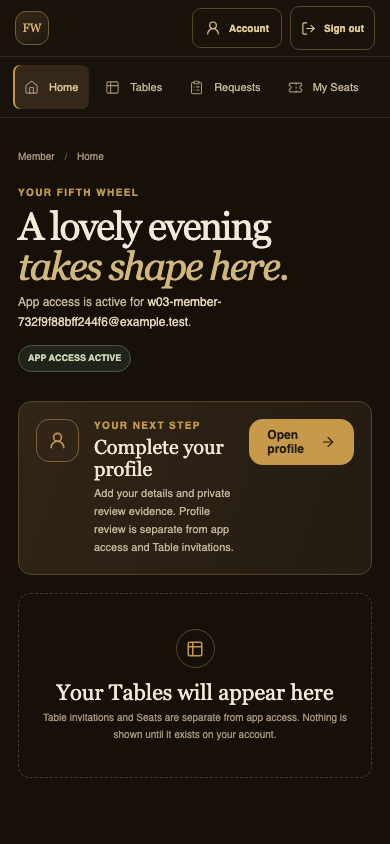 FW
Account
Sign out
Home
Tables
Requests
My Seats
Member / Home
YOUR FIFTH WHEEL
A lovely evening
takes shape here.
App access is active for w03-member-
732f9f88bff244f6@example.test.
APP ACCESS ACTIVE
YOUR NEXT STEP
Complete your
profile
Add your details and private
review evidence. Profile
review is separate from app
access and Table invitations.
Open
profile
Your Tables will appear here
Table invitations and Seats are separate from app access. Nothing is
shown until it exists on your account.